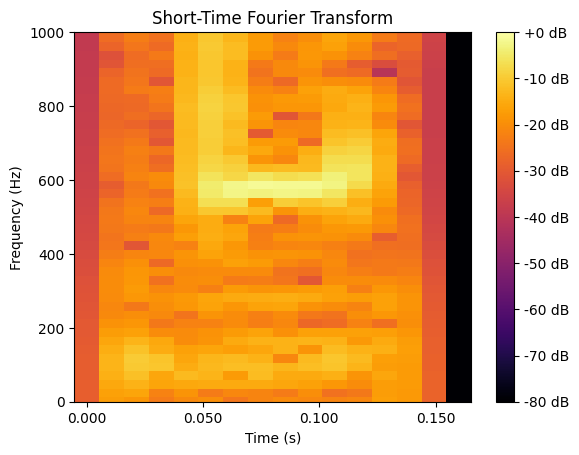 Short-Time Fourier Transform
1000
800
600
400
200
0
Frequency (Hz)
0.000
0.050
0.100
0.150
Time (s)
+0 dB
-10 dB
-20 dB
-30 dB
-40 dB
-50 dB
-60 dB
-70 dB
-80 dB